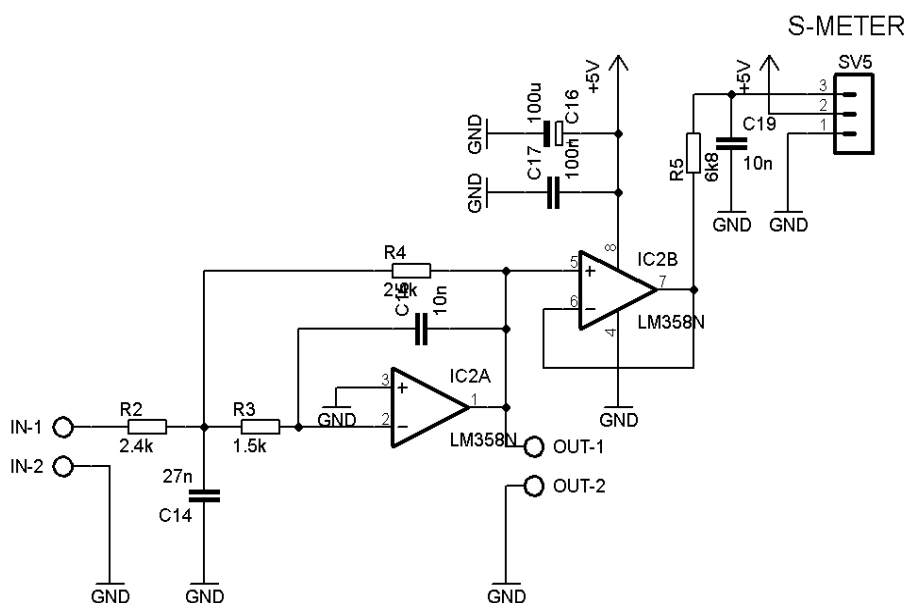 S-METER
SV5
+5V
+5V
3
2
1
100u
C16
GND
C17
100n
GND
C19
10n
R5
6k8
GND
GND
R4
10n
5
6
7
8
4
+
−
IC2B
LM358N
GND
3
2
1
+
−
IC2A
LM358N
GND
IN-1
R2
2.4k
R3
1.5k
IN-2
27n
C14
OUT-1
OUT-2
GND
GND
GND